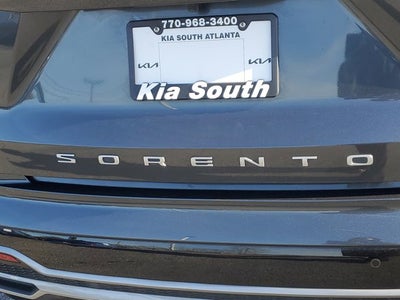 770-968-3400
KIA SOUTH ATLANTA
KIA KIA
Kia South
SORENTO